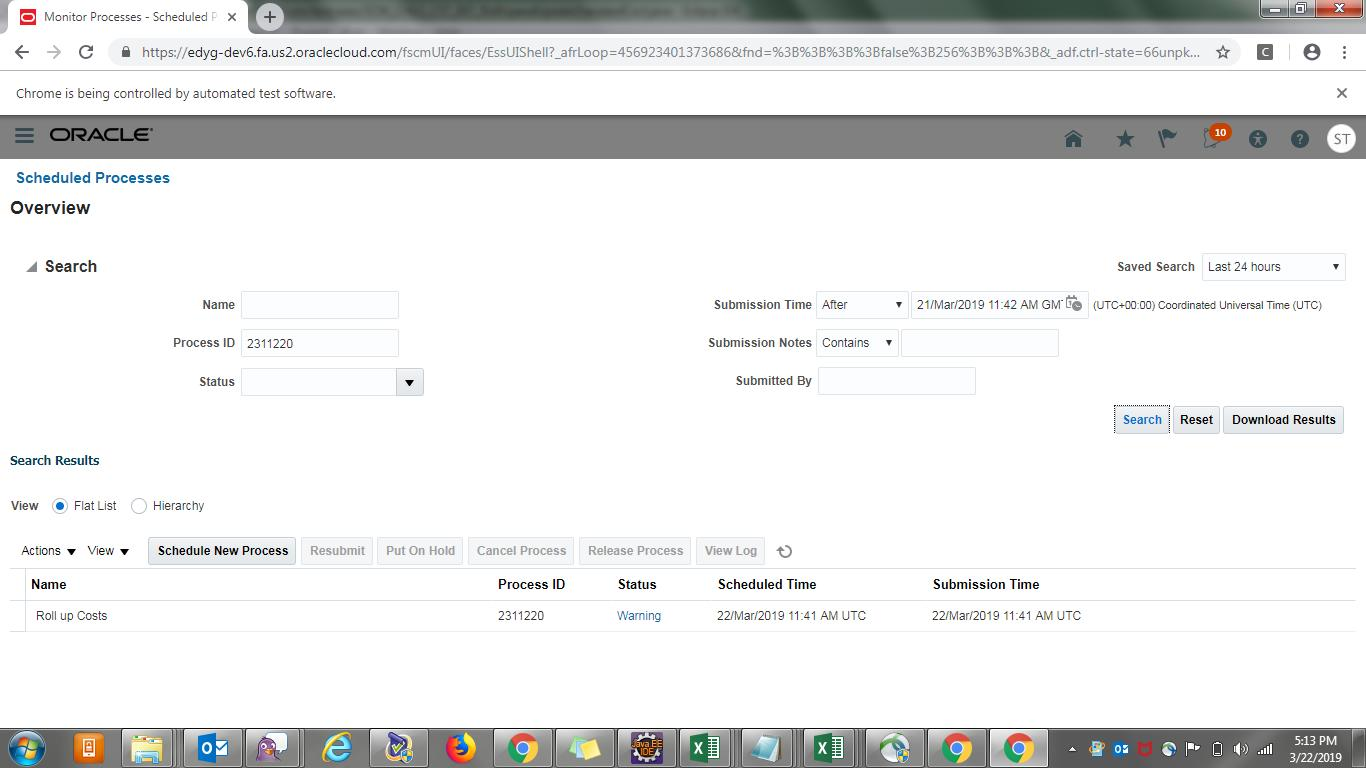 Monitor Processes - Scheduled P
https://edyg-dev6.fa.us2.oraclecloud.com/fscmUI/faces/EssUIShell?_afrLoop=456923401373686&fnd=%3B%3B%3B%3Bfalse%3B256%3B%3B%3B&_adf.ctrl-state=66unpk...
C
Chrome is being controlled by automated test software.
ORACLE
10
ST
Scheduled Processes
Overview
Search
Saved Search Last 24 hours
Name
Submission Time After 21/Mar/2019 11:42 AM GMT (UTC+00:00) Coordinated Universal Time (UTC)
Process ID 2311220
Submission Notes Contains
Status
Submitted By
Search Reset Download Results
Search Results
View Flat List Hierarchy
Actions View Schedule New Process Resubmit Put On Hold Cancel Process Release Process View Log
Name Process ID Status Scheduled Time Submission Time
Roll up Costs 2311220 Warning 22/Mar/2019 11:41 AM UTC 22/Mar/2019 11:41 AM UTC
Java EE
IDE
5:13 PM
3/22/2019